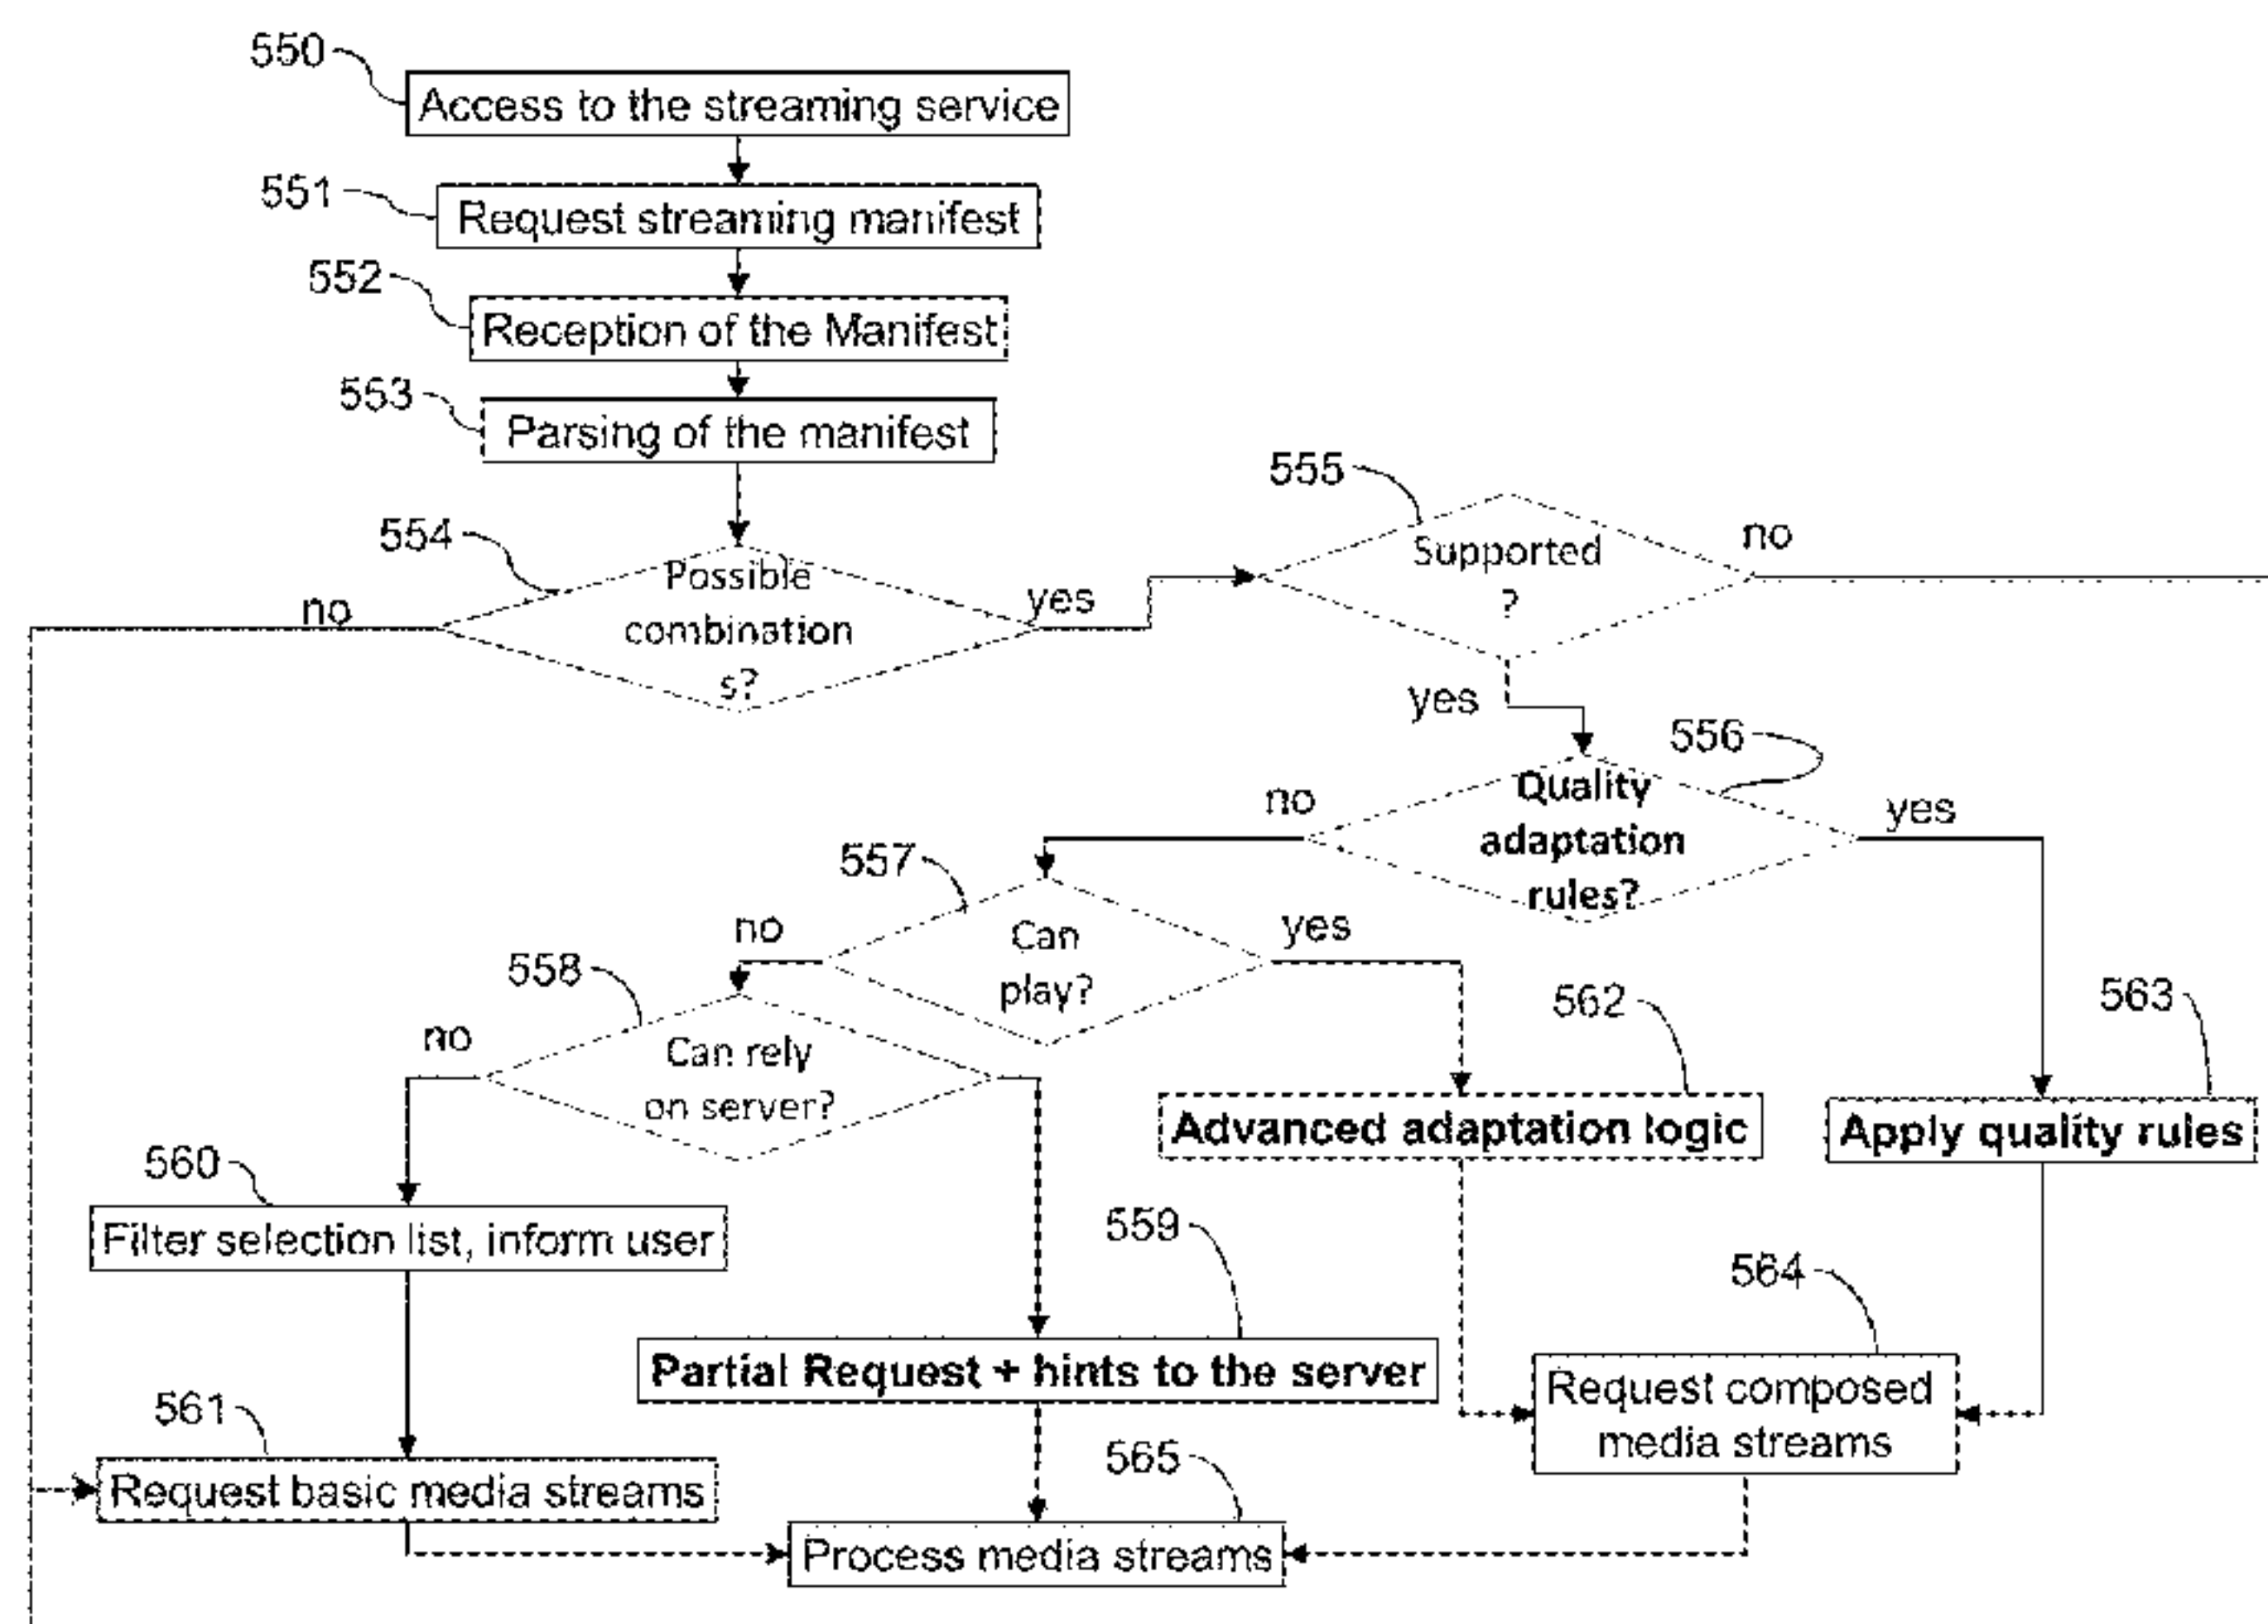 550
Access to the streaming service
551
Request streaming manifest
552
Reception of the Manifest
553
Parsing of the manifest
554
Possible
combination
s?
no
yes
555
Supported
?
no
yes
556
Quality
adaptation
rules?
no
yes
557
Can
play?
no
yes
558
Can rely
on server?
no
562
Advanced adaptation logic
563
Apply quality rules
560
Filter selection list, inform user
559
Partial Request + hints to the server
564
Request composed
media streams
561
Request basic media streams
565
Process media streams